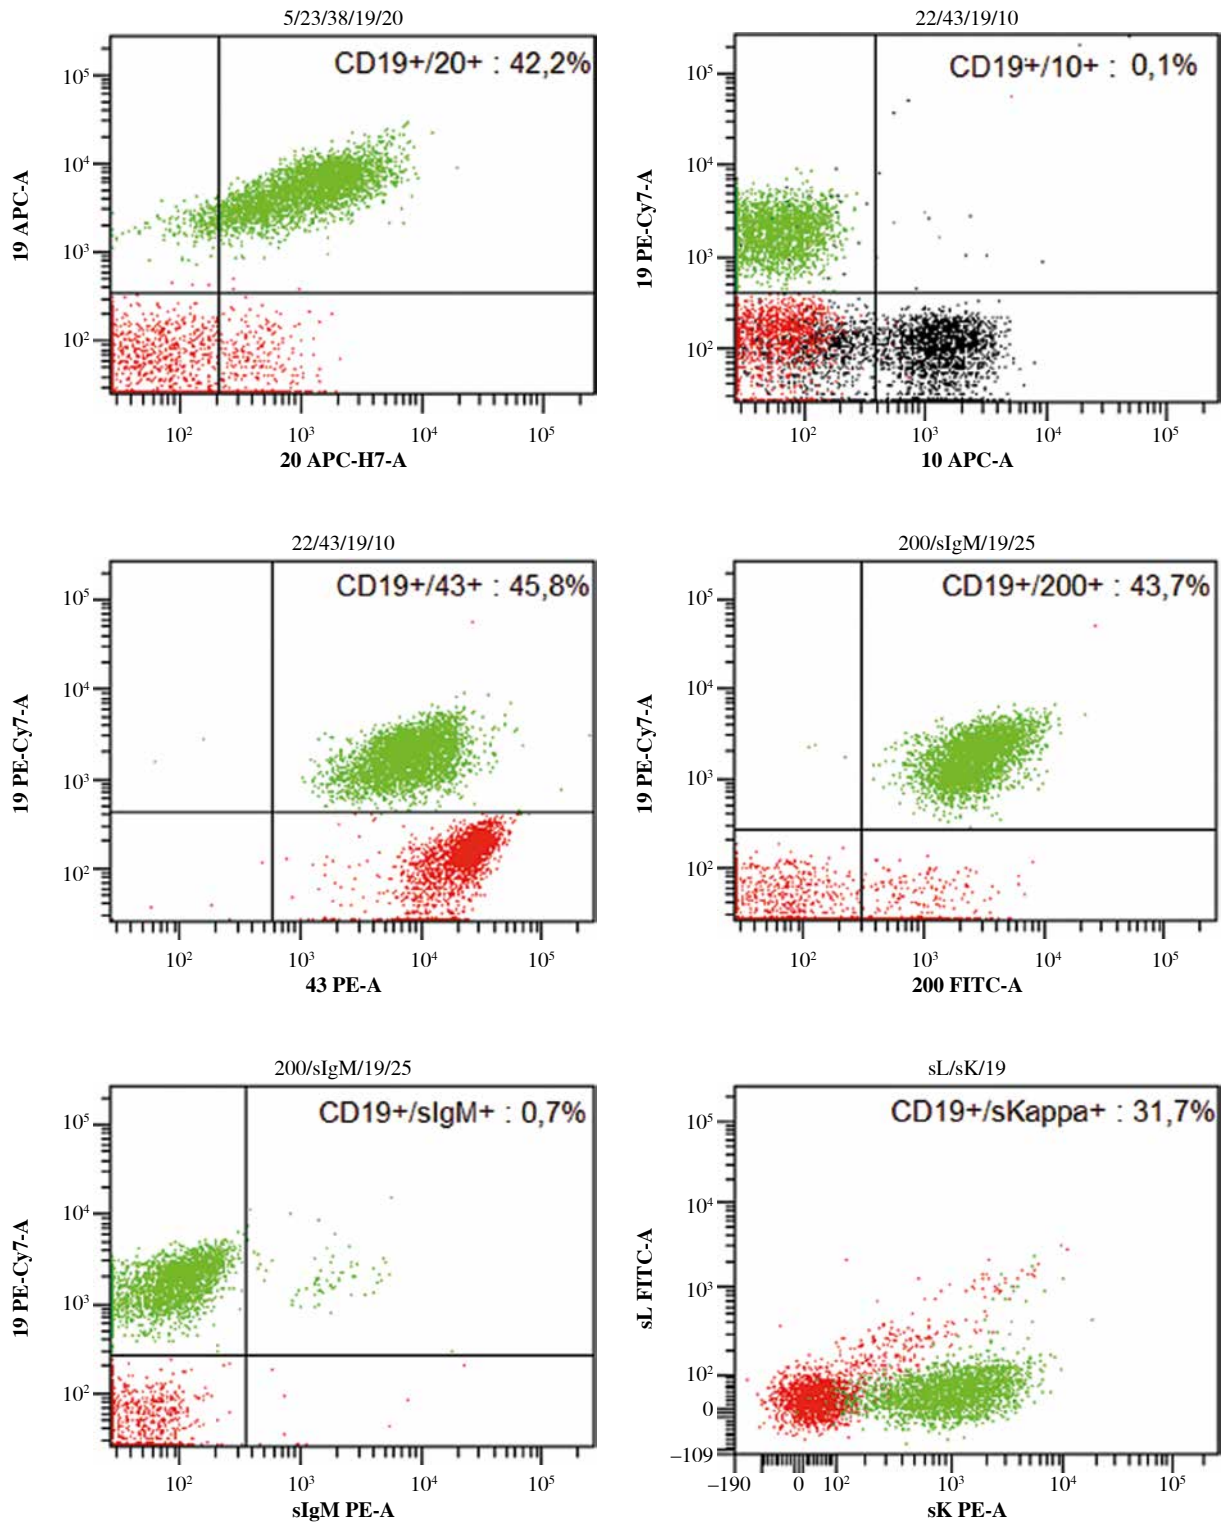 5/23/38/19/20
CD19+/20+ : 42,2%
10⁵
10⁴
10³
10²
19 APC-A
10² 10³ 10⁴ 10⁵
20 APC-H7-A
22/43/19/10
CD19+/10+ : 0,1%
10⁵
10⁴
10³
10²
19 PE-Cy7-A
10² 10³ 10⁴ 10⁵
10 APC-A
22/43/19/10
CD19+/43+ : 45,8%
10⁵
10⁴
10³
10²
19 PE-Cy7-A
10² 10³ 10⁴ 10⁵
43 PE-A
200/sIgM/19/25
CD19+/200+ : 43,7%
10⁵
10⁴
10³
10²
19 PE-Cy7-A
10² 10³ 10⁴ 10⁵
200 FITC-A
200/sIgM/19/25
CD19+/sIgM+ : 0,7%
10⁵
10⁴
10³
10²
19 PE-Cy7-A
10² 10³ 10⁴ 10⁵
sIgM PE-A
sL/sK/19
CD19+/sKappa+ : 31,7%
10⁵
10⁴
10³
10²
0
–109
sL FITC-A
–190 0 10² 10³ 10⁴ 10⁵
sK PE-A